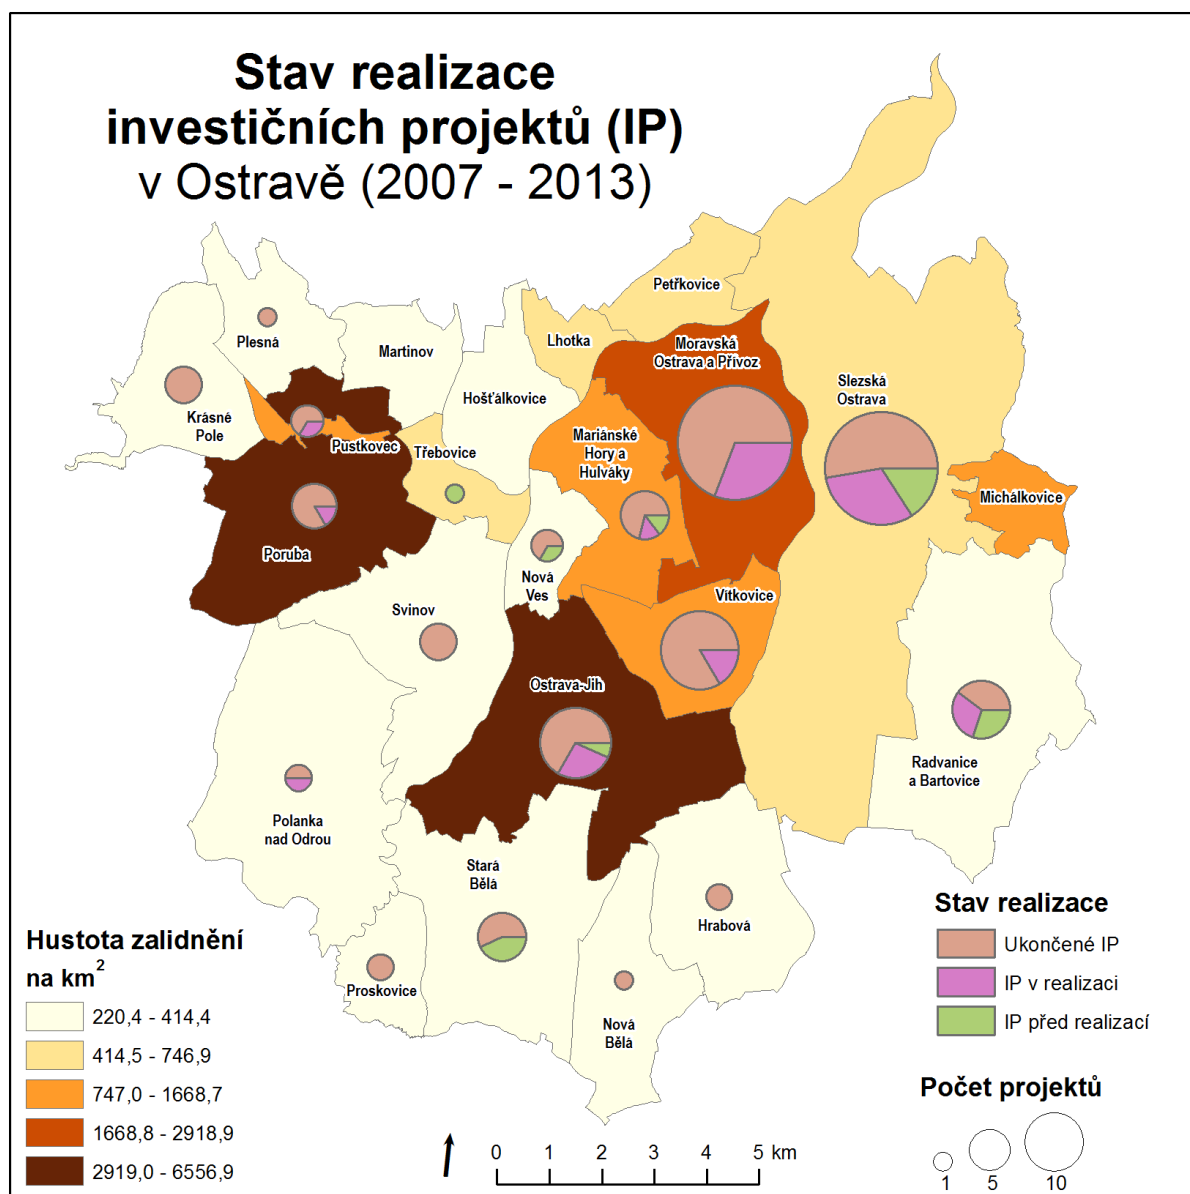 Stav realizace
investičních projektů (IP)
v Ostravě (2007 - 2013)
Petřkovice
Plesná
Martinov
Lhotka
Moravská
Ostrava a Přívoz
Slezská
Ostrava
Krásné
Pole
Hošťálkovice
Pustkovec
Třebovice
Mariánské
Hory a
Hulváky
Michálkovice
Poruba
Nová
Ves
Vítkovice
Svinov
Ostrava-Jih
Radvanice
a Bartovice
Polanka
nad Odrou
Stará
Bělá
Hrabová
Proskovice
Nová
Bělá
Hustota zalidnění
na km2
220,4 - 414,4
414,5 - 746,9
747,0 - 1668,7
1668,8 - 2918,9
2919,0 - 6556,9
0 1 2 3 4 5 km
Stav realizace
Ukončené IP
IP v realizaci
IP před realizací
Počet projektů
1 5 10